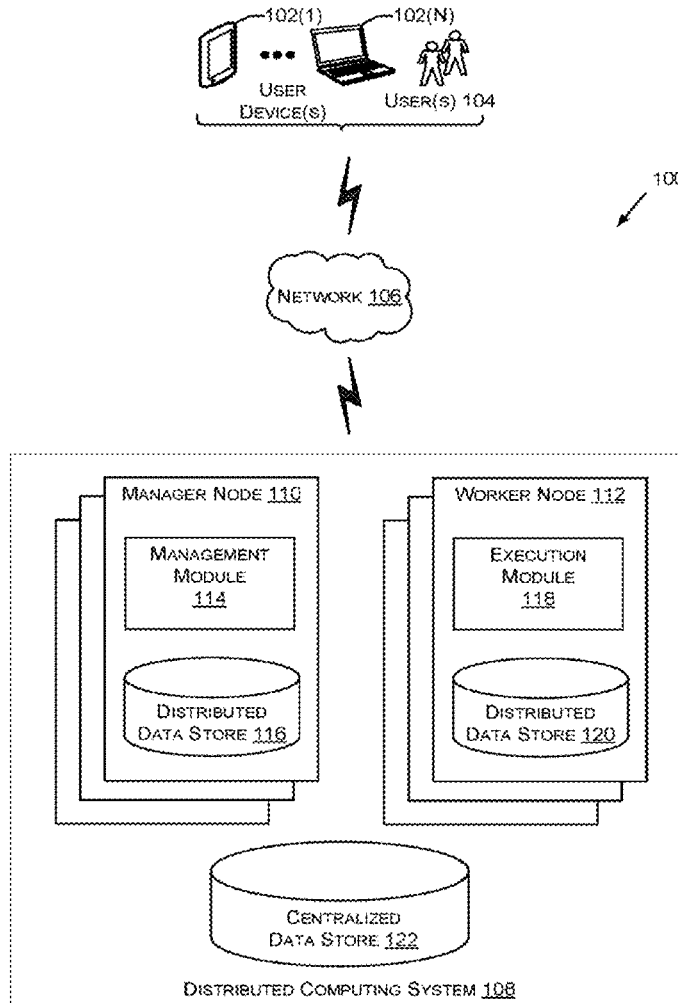 102(1)
102(N)
USER
DEVICE(S)
USER(S) 104
100
NETWORK 106
MANAGER NODE 110
MANAGEMENT
MODULE
114
DISTRIBUTED
DATA STORE 116
WORKER NODE 112
EXECUTION
MODULE
118
DISTRIBUTED
DATA STORE 120
CENTRALIZED
DATA STORE 122
DISTRIBUTED COMPUTING SYSTEM 108